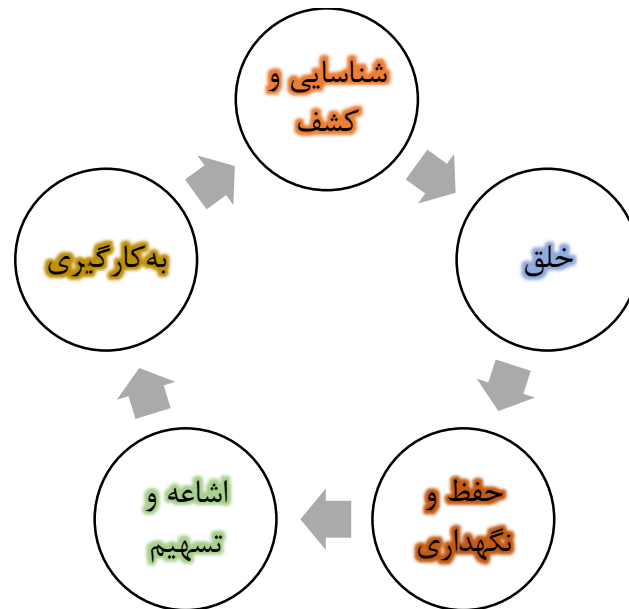 شناسایی و
کشف
خلق
حفظ و
نگهداری
اشاعه و
تسهیم
به‌کارگیری